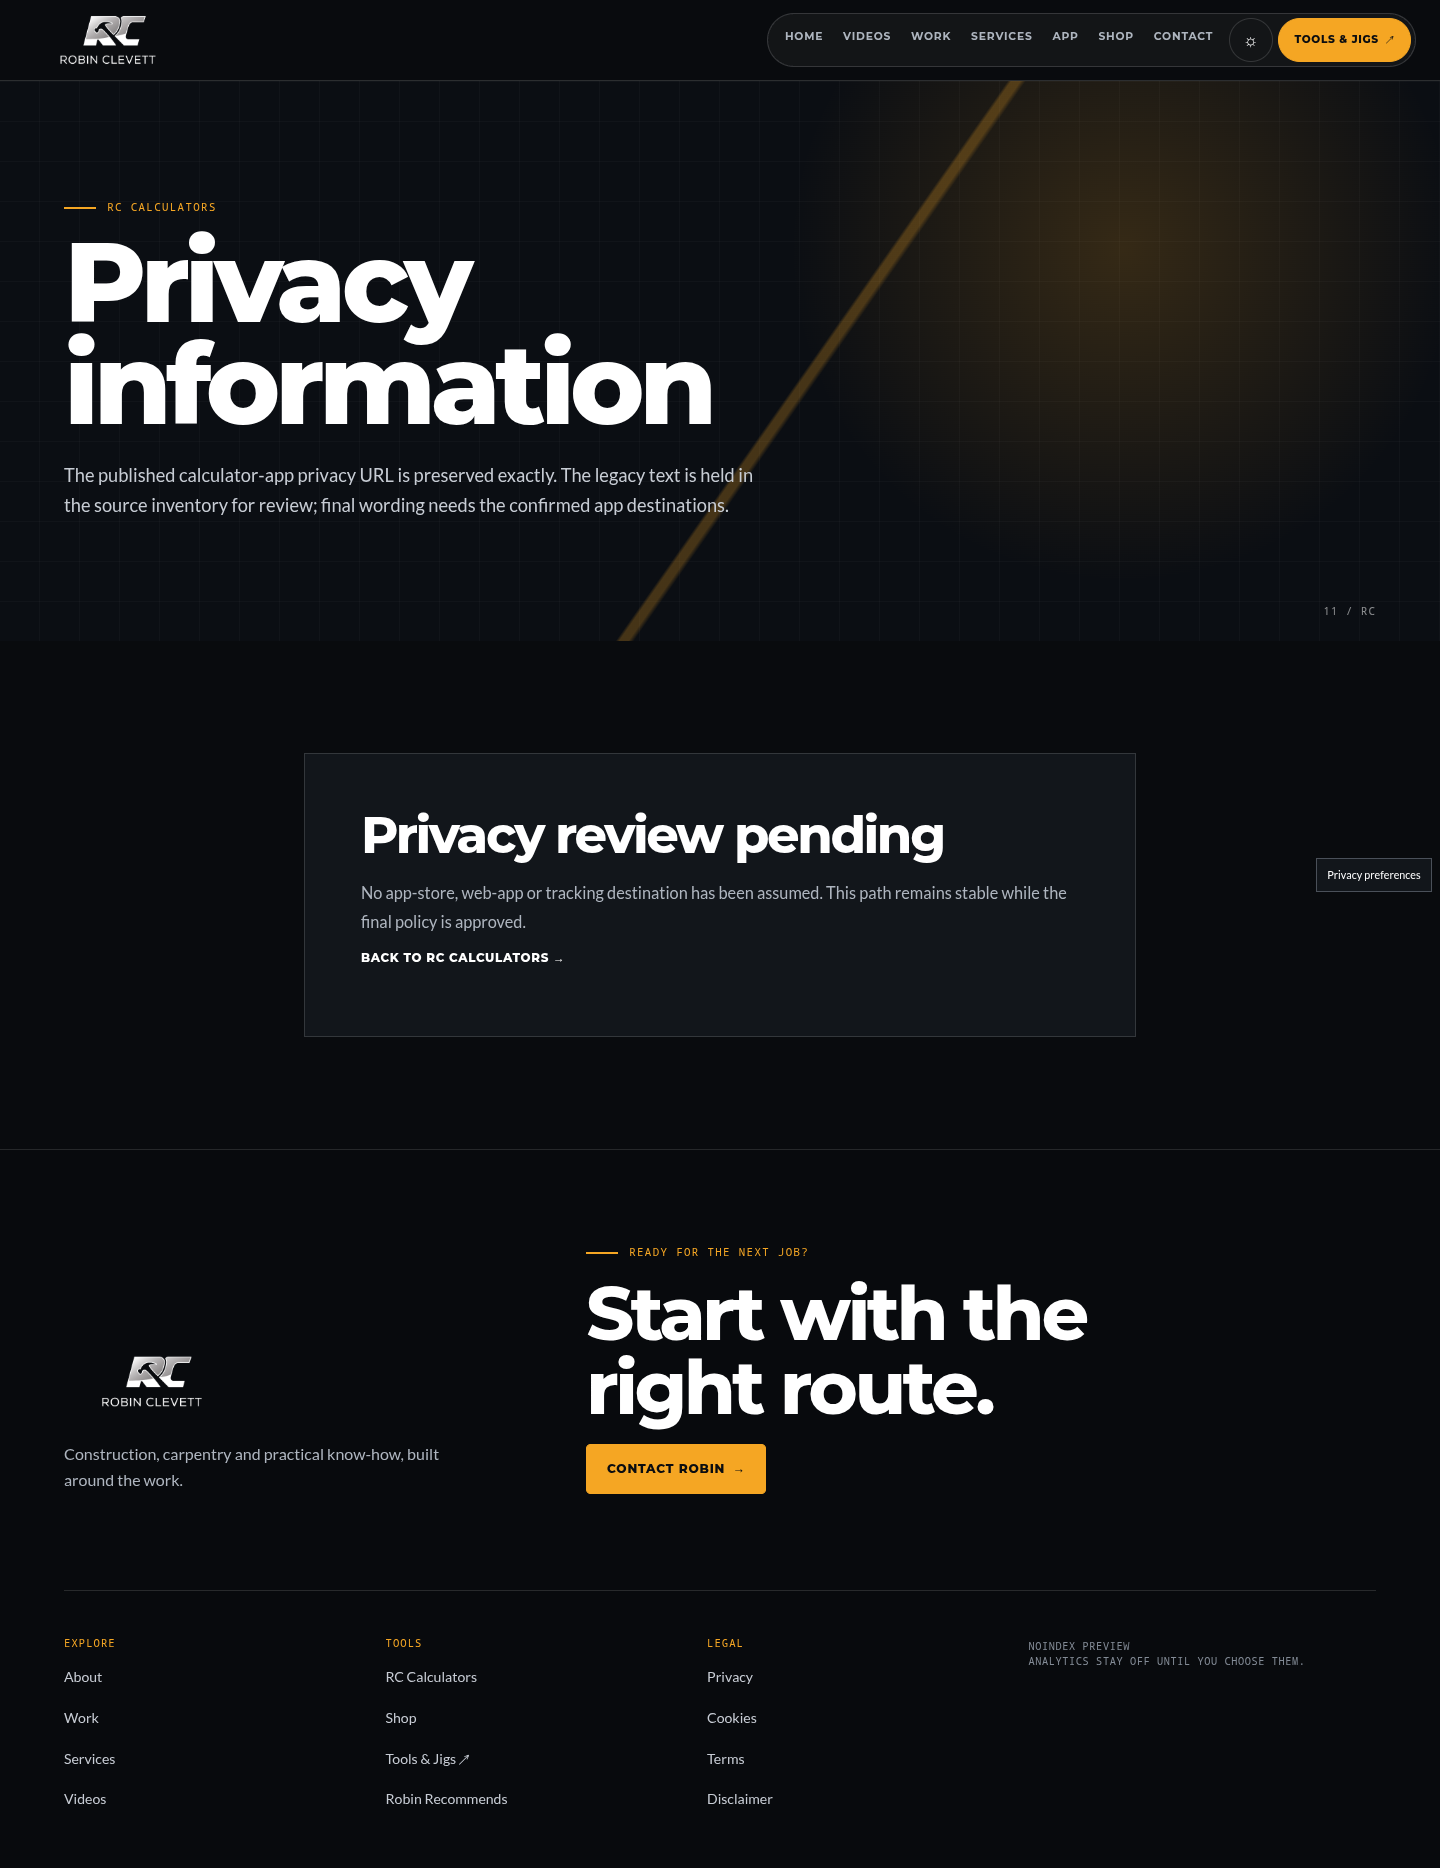 RC
ROBIN CLEVETT
HOME VIDEOS WORK SERVICES APP SHOP CONTACT ☼ TOOLS & JIGS ↗
RC CALCULATORS
Privacy
information
The published calculator-app privacy URL is preserved exactly. The legacy text is held in
the source inventory for review; final wording needs the confirmed app destinations.
11 / RC
Privacy review pending
No app-store, web-app or tracking destination has been assumed. This path remains stable while the
final policy is approved.
BACK TO RC CALCULATORS →
Privacy preferences
RC
ROBIN CLEVETT
Construction, carpentry and practical know-how, built
around the work.
READY FOR THE NEXT JOB?
Start with the
right route.
CONTACT ROBIN →
EXPLORE
About
Work
Services
Videos
TOOLS
RC Calculators
Shop
Tools & Jigs ↗
Robin Recommends
LEGAL
Privacy
Cookies
Terms
Disclaimer
NOINDEX PREVIEW
ANALYTICS STAY OFF UNTIL YOU CHOOSE THEM.